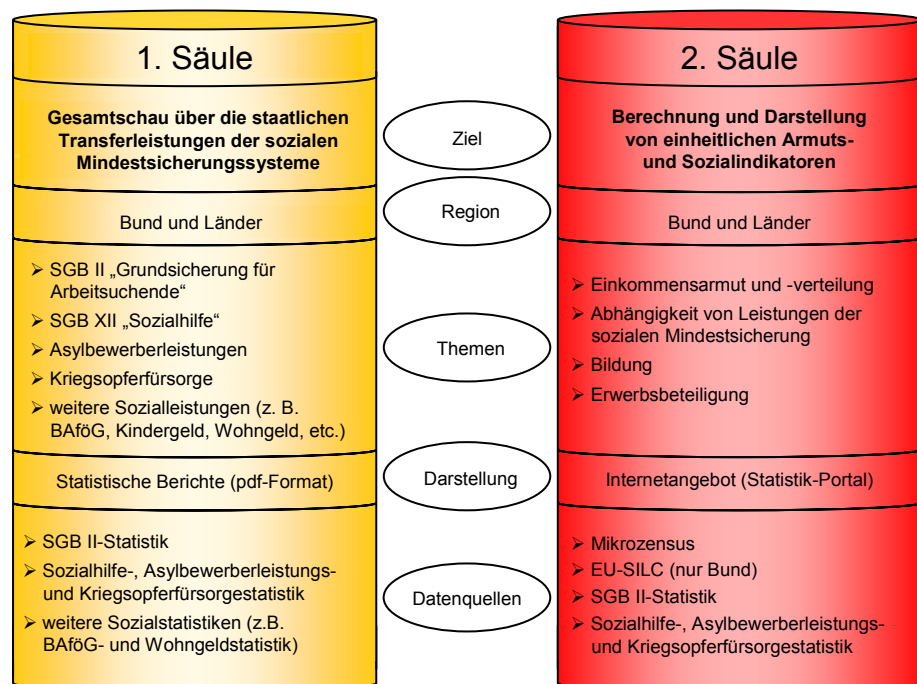 1. Säule
Gesamtschau über die staatlichen
Transferleistungen der sozialen
Mindestsicherungssysteme
Bund und Länder
➢ SGB II „Grundsicherung für
Arbeitsuchende“
➢ SGB XII „Sozialhilfe“
➢ Asylbewerberleistungen
➢ Kriegsopferfürsorge
➢ weitere Sozialleistungen (z. B.
BAföG, Kindergeld, Wohngeld, etc.)
Statistische Berichte (pdf-Format)
➢ SGB II-Statistik
➢ Sozialhilfe-, Asylbewerberleistungs-
und Kriegsopferfürsorgestatistik
➢ weitere Sozialstatistiken (z.B.
BAföG- und Wohngeldstatistik)
Ziel
Region
Themen
Darstellung
Datenquellen
2. Säule
Berechnung und Darstellung
von einheitlichen Armuts-
und Sozialindikatoren
Bund und Länder
➢ Einkommensarmut und -verteilung
➢ Abhängigkeit von Leistungen der
sozialen Mindestsicherung
➢ Bildung
➢ Erwerbsbeteiligung
Internetangebot (Statistik-Portal)
➢ Mikrozensus
➢ EU-SILC (nur Bund)
➢ SGB II-Statistik
➢ Sozialhilfe-, Asylbewerberleistungs-
und Kriegsopferfürsorgestatistik